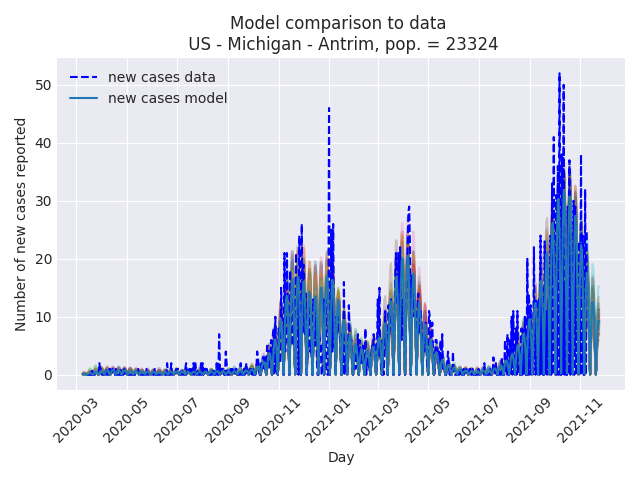 Model comparison to data
US - Michigan - Antrim, pop. = 23324
new cases data
new cases model
Number of new cases reported
50
40
30
20
10
0
2020-03
2020-05
2020-07
2020-09
2020-11
2021-01
2021-03
2021-05
2021-07
2021-09
2021-11
Day